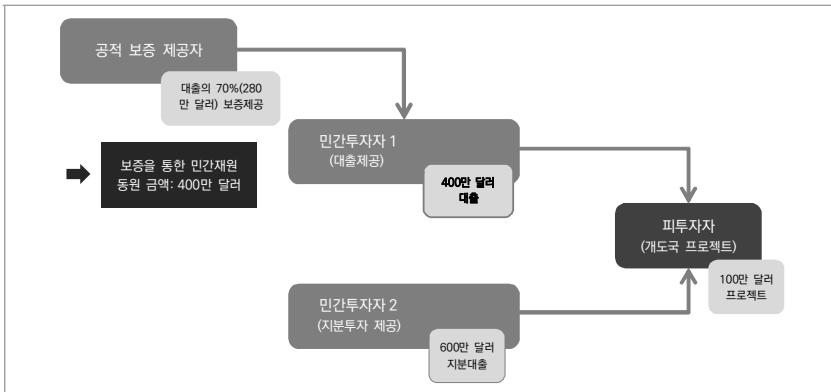 공적 보증 제공자
대출의 70%(280
만 달러) 보증제공
민간투자자 1
(대출제공)
400만 달러
대출
보증을 통한 민간재원
동원 금액: 400만 달러
피투자자
(개도국 프로젝트)
100만 달러
프로젝트
민간투자자 2
(지분투자 제공)
600만 달러
지분대출